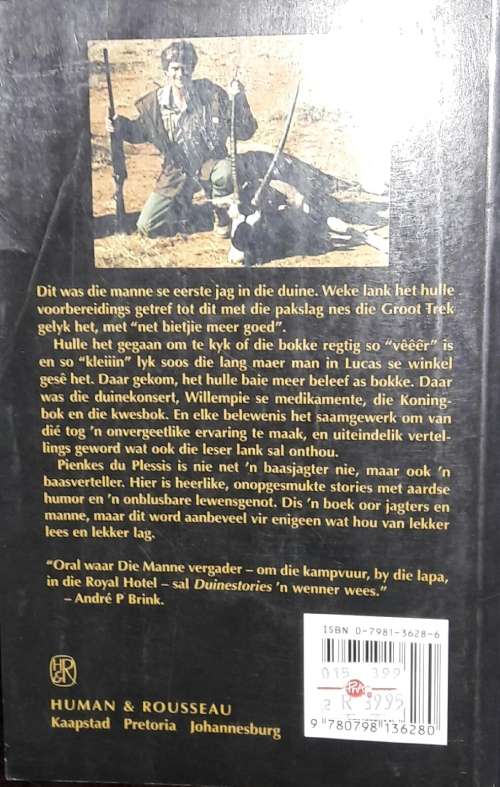 Dit was die manne se eerste jag in die duine. Weke lank het hulle
voorbereidings getref tot dit met die pakslag nes die Groot Trek
gelyk het, met “net bietjie meer goed”.
Hulle het gegaan om te kyk of die bokke regtig so “vêêêr” is
en so “kleiiin” lyk soos die lang maer man in Lucas se winkel
gesê het. Daar gekom, het hulle baie meer beleef as bokke. Daar
was die duinekonsert, Willempie se medikamente, die Koning-
bok en die kwesbok. En elke belewenis het saamgewerk om van
dié tog ’n onvergeetlike ervaring te maak, en uiteindelik vertel-
lings geword wat ook die leser lank sal onthou.
Pienkes du Plessis is nie net ’n baasjagter nie, maar ook ’n
baasverteller. Hier is heerlike, onopgesmukte stories met aardse
humor en ’n onblusbare lewensgenot. Dis ’n boek oor jagters en
manne, maar dit word aanbeveel vir enigeen wat hou van lekker
lees en lekker lag.
“Oral waar Die Manne vergader – om die kampvuur, by die lapa,
in die Royal Hotel – sal Duinestories ’n wenner wees.”
– André P Brink.
ISBN 0-7981-3628-6
015 399
R 3995
9 780798 136280
H
R
&R
HUMAN & ROUSSEAU
Kaapstad Pretoria Johannesburg